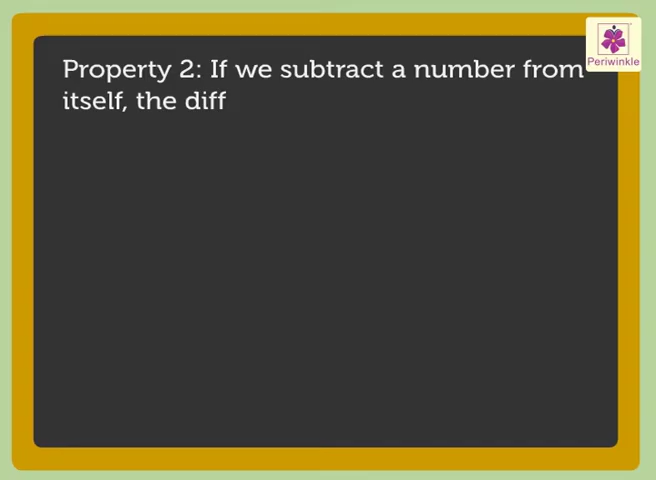 Property 2: If we subtract a number from
itself, the diff
Periwinkle